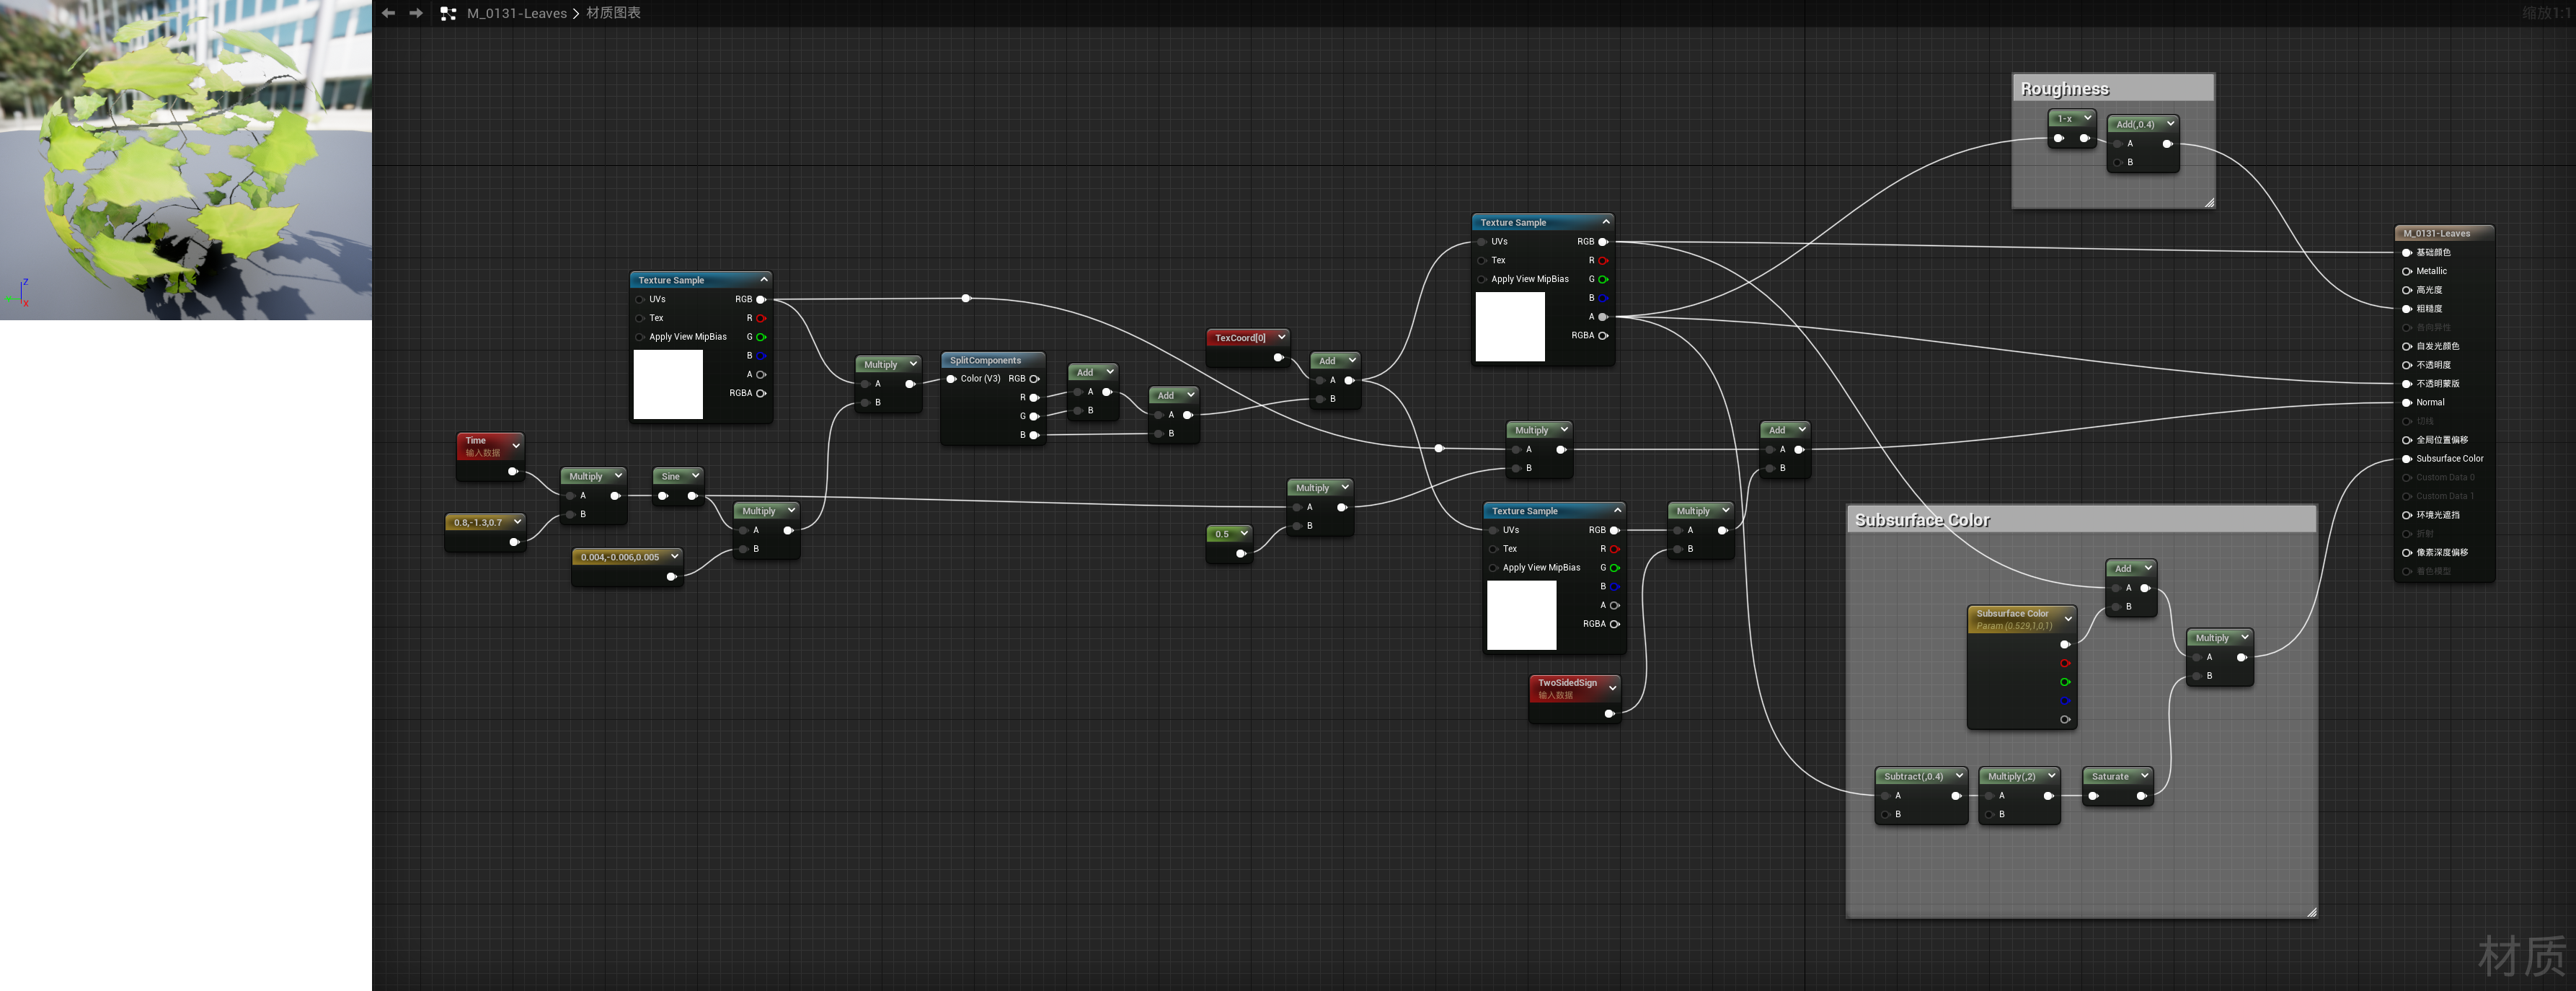 M_0131-Leaves > 材质图表
缩放1:1
Roughness
1-x
Add(,0.4)
A
B
Texture Sample
UVs RGB
Tex R
Apply View MipBias G
B
A
RGBA
M_0131-Leaves
基础颜色
Metallic
高光度
粗糙度
各向异性
自发光颜色
不透明度
不透明蒙版
Normal
切线
全局位置偏移
Subsurface Color
Custom Data 0
Custom Data 1
环境光遮挡
折射
像素深度偏移
着色模型
Texture Sample
UVs RGB
Tex R
Apply View MipBias G
B
A
RGBA
Multiply
A
B
SplitComponents
Color (V3) RGB
R
G
B
Add
A
B
Add
A
B
TexCoord[0]
Add
A
B
Time
输入数据
Multiply
A
B
Sine
0.8,-1.3,0.7
0.004,-0.006,0.005
Multiply
A
B
Multiply
A
B
0.5
Multiply
A
B
Add
A
B
Texture Sample
UVs RGB
Tex R
Apply View MipBias G
B
A
RGBA
Multiply
A
B
TwoSidedSign
输入数据
Subsurface Color
Add
A
B
Subsurface Color
Param (0.529,1,0,1)
Multiply
A
B
Subtract(,0.4)
A
B
Multiply(,2)
A
B
Saturate
材质
Z
X